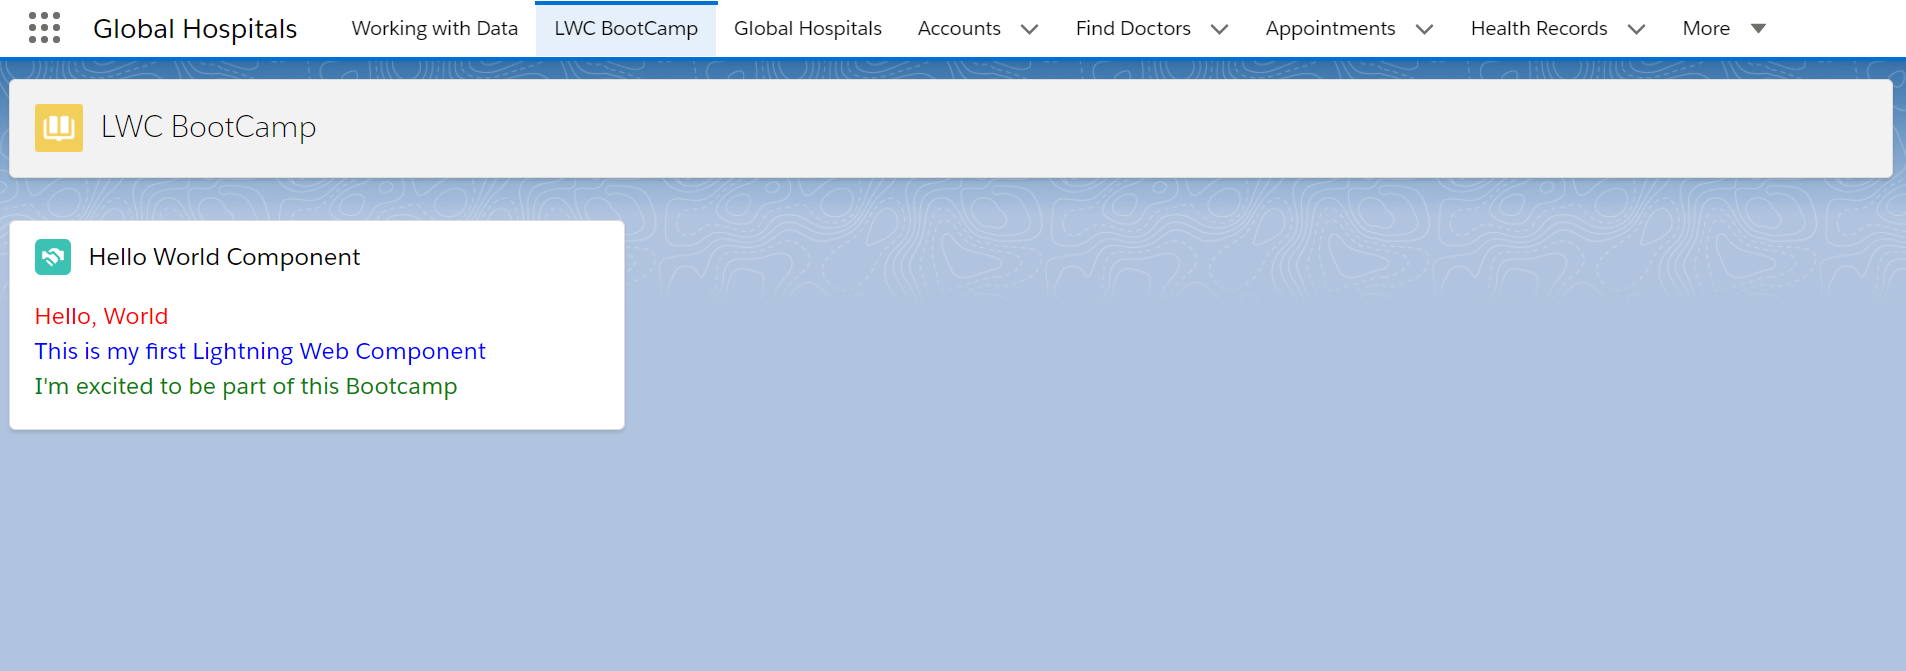 Global Hospitals Working with Data LWC BootCamp Global Hospitals Accounts Find Doctors Appointments Health Records More
LWC BootCamp
Hello World Component
Hello, World
This is my first Lightning Web Component
I'm excited to be part of this Bootcamp